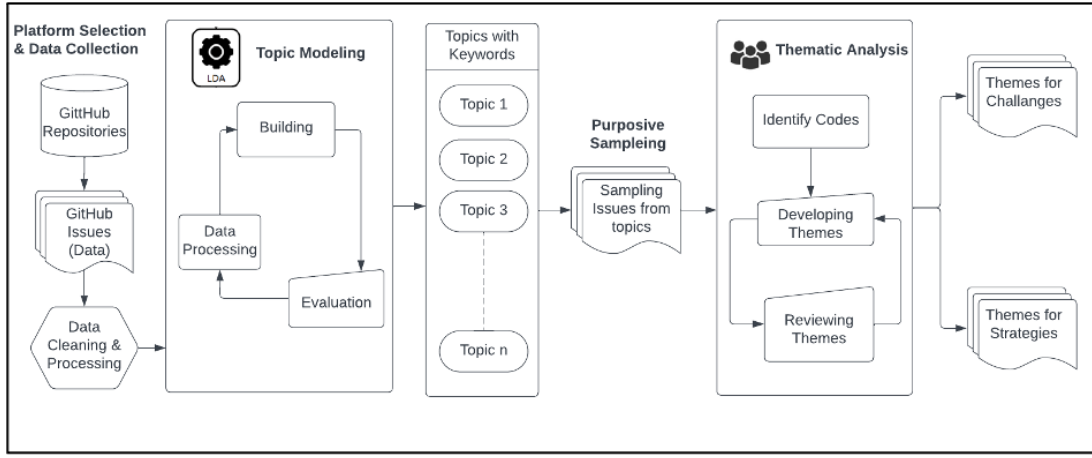 Platform Selection
& Data Collection
GittHub
Repositories
GitHub
Issues
(Data)
Data
Cleaning &
Processing
LDA
Topic Modeling
Building
Data
Processing
Evaluation
Topics with
Keywords
Topic 1
Topic 2
Topic 3
Topic n
Purposive
Sampleing
Sampling
Issues from
topics
Thematic Analysis
Identify Codes
Developing
Themes
Reviewing
Themes
Themes for
Challanges
Themes for
Strategies